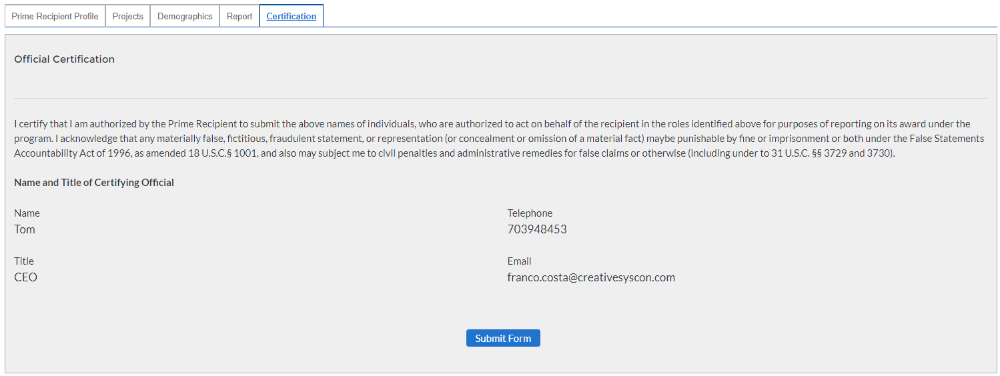 Prime Recipient Profile Projects Demographics Report Certification
Official Certification
I certify that I am authorized by the Prime Recipient to submit the above names of individuals, who are authorized to act on behalf of the recipient in the roles identified above for purposes of reporting on its award under the
program. I acknowledge that any materially false, fictitious, fraudulent statement, or representation (or concealment or omission of a material fact) maybe punishable by fine or imprisonment or both under the False Statements
Accountability Act of 1996, as amended 18 U.S.C.§ 1001, and also may subject me to civil penalties and administrative remedies for false claims or otherwise (including under to 31 U.S.C. §§ 3729 and 3730).
Name and Title of Certifying Official
Name Telephone
Tom 703948453
Title Email
CEO franco.costa@creativesyscon.com
Submit Form